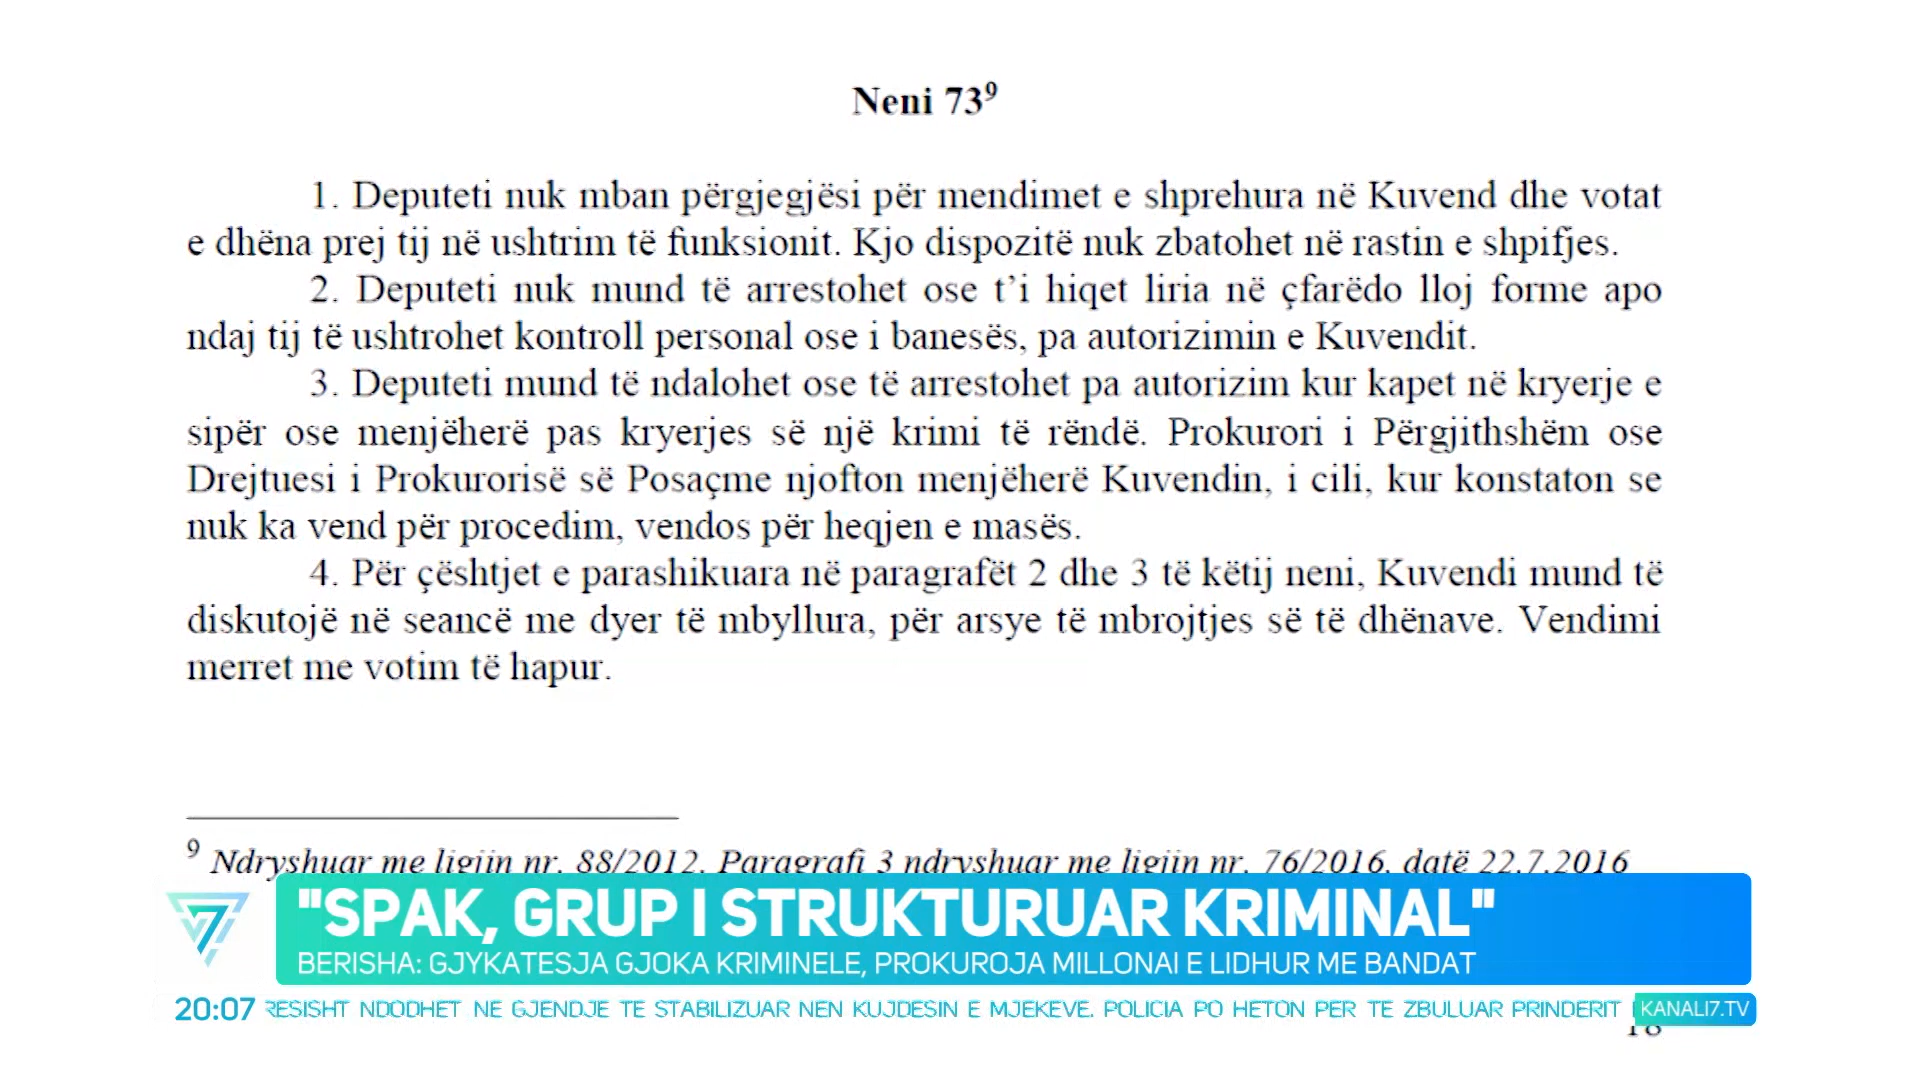 Neni 73⁹
1. Deputeti nuk mban përgjegjësi për mendimet e shprehura në Kuvend dhe votat
e dhëna prej tij në ushtrim të funksionit. Kjo dispozitë nuk zbatohet në rastin e shpifjes.
2. Deputeti nuk mund të arrestohet ose t’i hiqet liria në çfarëdo lloj forme apo
ndaj tij të ushtrohet kontroll personal ose i banesës, pa autorizimin e Kuvendit.
3. Deputeti mund të ndalohet ose të arrestohet pa autorizim kur kapet në kryerje e
sipër ose menjëherë pas kryerjes së një krimi të rëndë. Prokurori i Përgjithshëm ose
Drejtuesi i Prokurorisë së Posaçme njofton menjëherë Kuvendin, i cili, kur konstaton se
nuk ka vend për procedim, vendos për heqjen e masës.
4. Për çështjet e parashikuara në paragrafët 2 dhe 3 të këtij neni, Kuvendi mund të
diskutojë në seancë me dyer të mbyllura, për arsye të mbrojtjes së të dhënave. Vendimi
merret me votim të hapur.
⁹ Ndryshuar me ligjin nr. 88/2012. Paragrafi 3 ndryshuar me ligjin nr. 76/2016, datë 22.7.2016
"SPAK, GRUP I STRUKTURUAR KRIMINAL"
BERISHA: GJYKATESJA GJOKA KRIMINELE, PROKUROJA MILLONAI E LIDHUR ME BANDAT
20:07 RESISHT NDODHET NE GJENDJE TE STABILIZUAR NEN KUJDESIN E MJEKEVE. POLICIA PO HETON PER TE ZBULUAR PRINDERIT KANALI7.TV
18